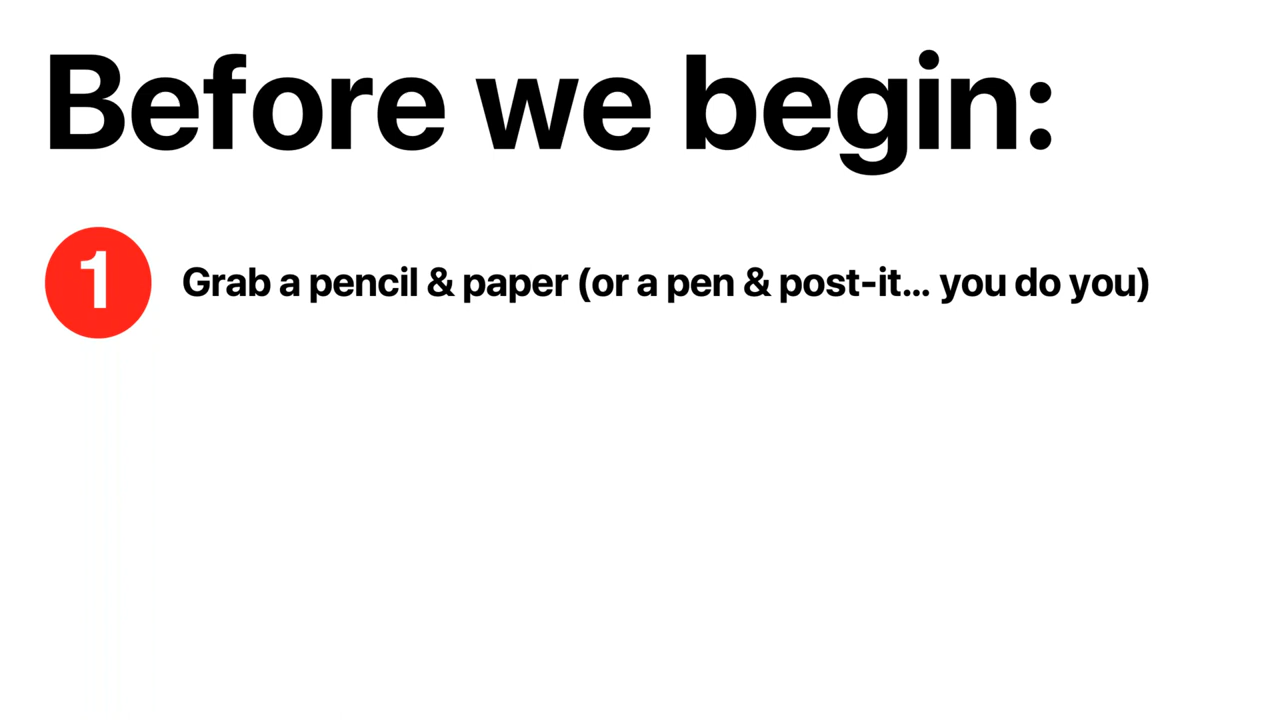 Before we begin:
1 Grab a pencil & paper (or a pen & post-it... you do you)